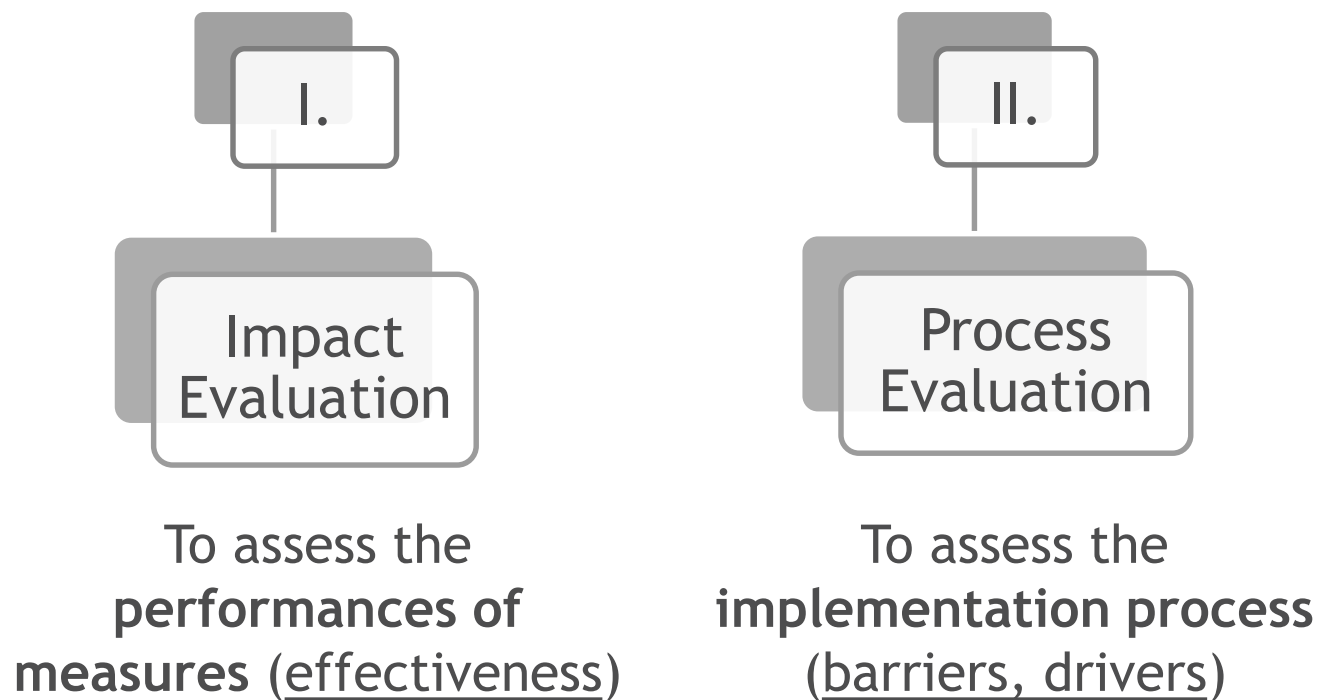 I.
Impact
Evaluation
To assess the
performances of
measures (effectiveness)
II.
Process
Evaluation
To assess the
implementation process
(barriers, drivers)